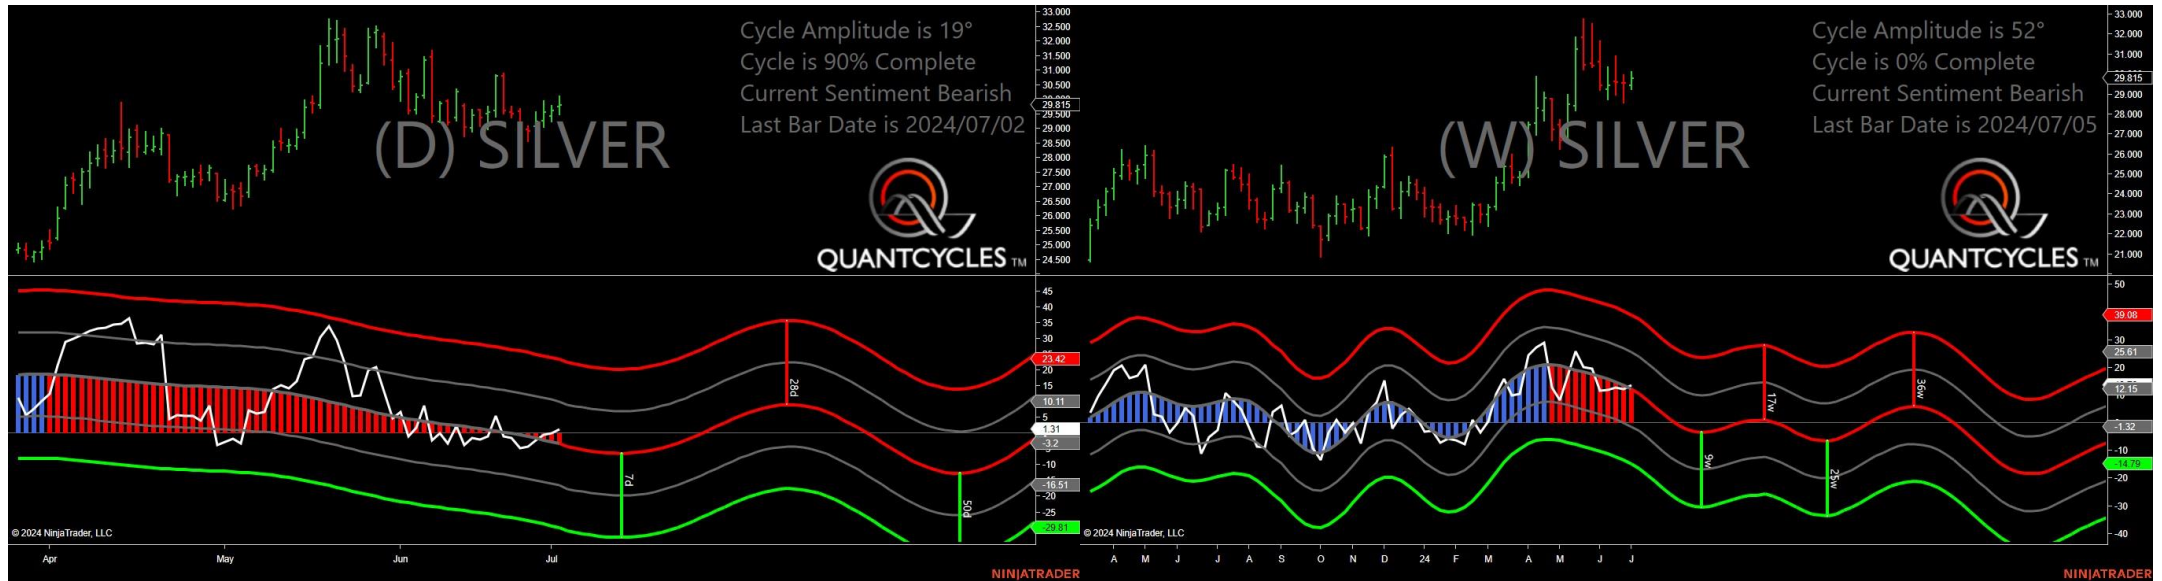 Cycle Amplitude is 19°
Cycle is 90% Complete
Current Sentiment Bearish
Last Bar Date is 2024/07/02
(D) SILVER
QUANTCYCLES TM
33.000
32.500
32.000
31.500
31.000
30.500
29.815
29.500
29.000
28.500
28.000
27.500
27.000
26.500
26.000
25.500
25.000
24.500
45
40
35
30
23.42
20
15
10.11
5
1.31
-3.2
-10
-16.51
-20
-25
-29.81
28d
7d
50d
© 2024 NinjaTrader, LLC
Apr
May
Jun
Jul
NINJATRADER
Cycle Amplitude is 52°
Cycle is 0% Complete
Current Sentiment Bearish
Last Bar Date is 2024/07/05
(W) SILVER
QUANTCYCLES TM
33.000
32.000
31.000
29.815
29.000
28.000
27.000
26.000
25.000
24.000
23.000
22.000
21.000
50
39.08
30
25.61
20
12.15
-1.32
-10
-14.79
-20
-30
-40
17w
36w
9w
25w
© 2024 NinjaTrader, LLC
A M J J A S O N D 24 F M A M J J
NINJATRADER